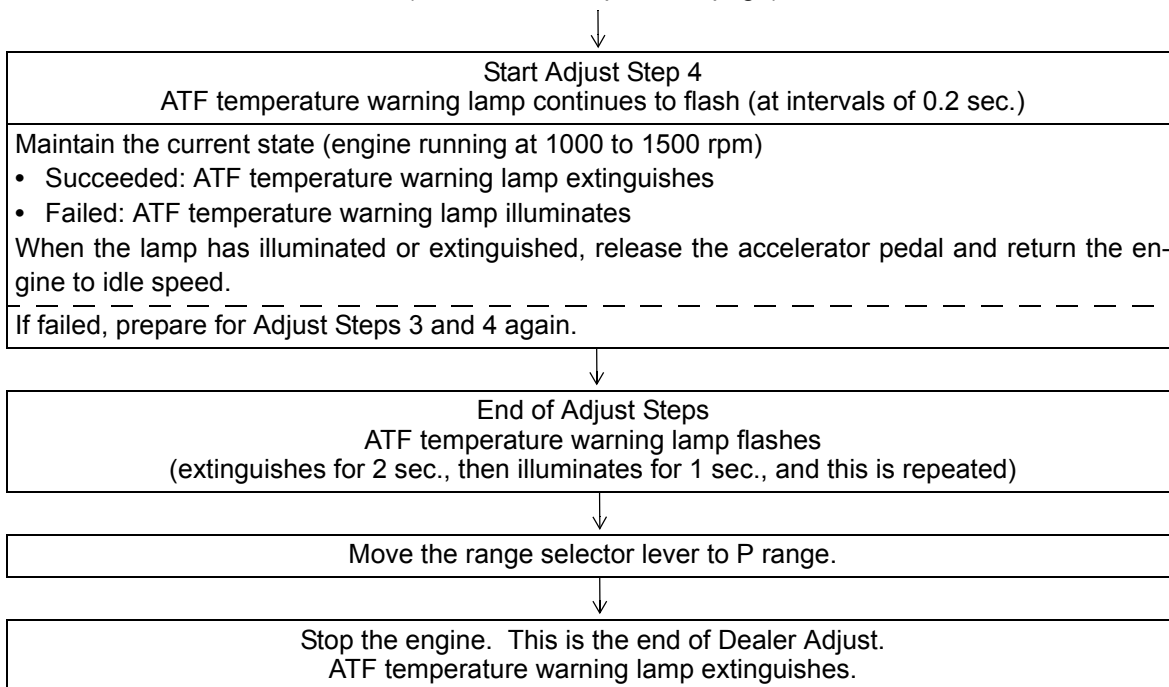 Start Adjust Step 4
ATF temperature warning lamp continues to flash (at intervals of 0.2 sec.)
Maintain the current state (engine running at 1000 to 1500 rpm)
• Succeeded: ATF temperature warning lamp extinguishes
• Failed: ATF temperature warning lamp illuminates
When the lamp has illuminated or extinguished, release the accelerator pedal and return the en-
gine to idle speed.
If failed, prepare for Adjust Steps 3 and 4 again.
End of Adjust Steps
ATF temperature warning lamp flashes
(extinguishes for 2 sec., then illuminates for 1 sec., and this is repeated)
Move the range selector lever to P range.
Stop the engine. This is the end of Dealer Adjust.
ATF temperature warning lamp extinguishes.